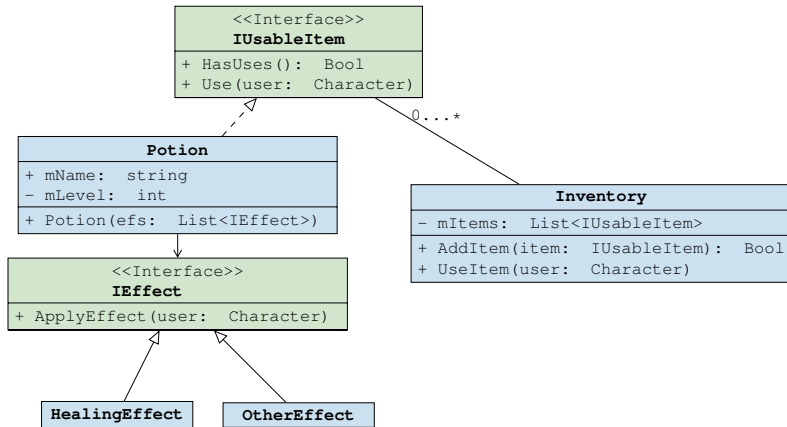 <<Interface>>
IUsableItem
+ HasUses(): Bool
+ Use(user: Character)
0...*
Potion
+ mName: string
− mLevel: int
+ Potion(efs: List<IEffect>)
Inventory
− mItems: List<IUsableItem>
+ AddItem(item: IUsableItem): Bool
+ UseItem(user: Character)
<<Interface>>
IEffect
+ ApplyEffect(user: Character)
HealingEffect
OtherEffect